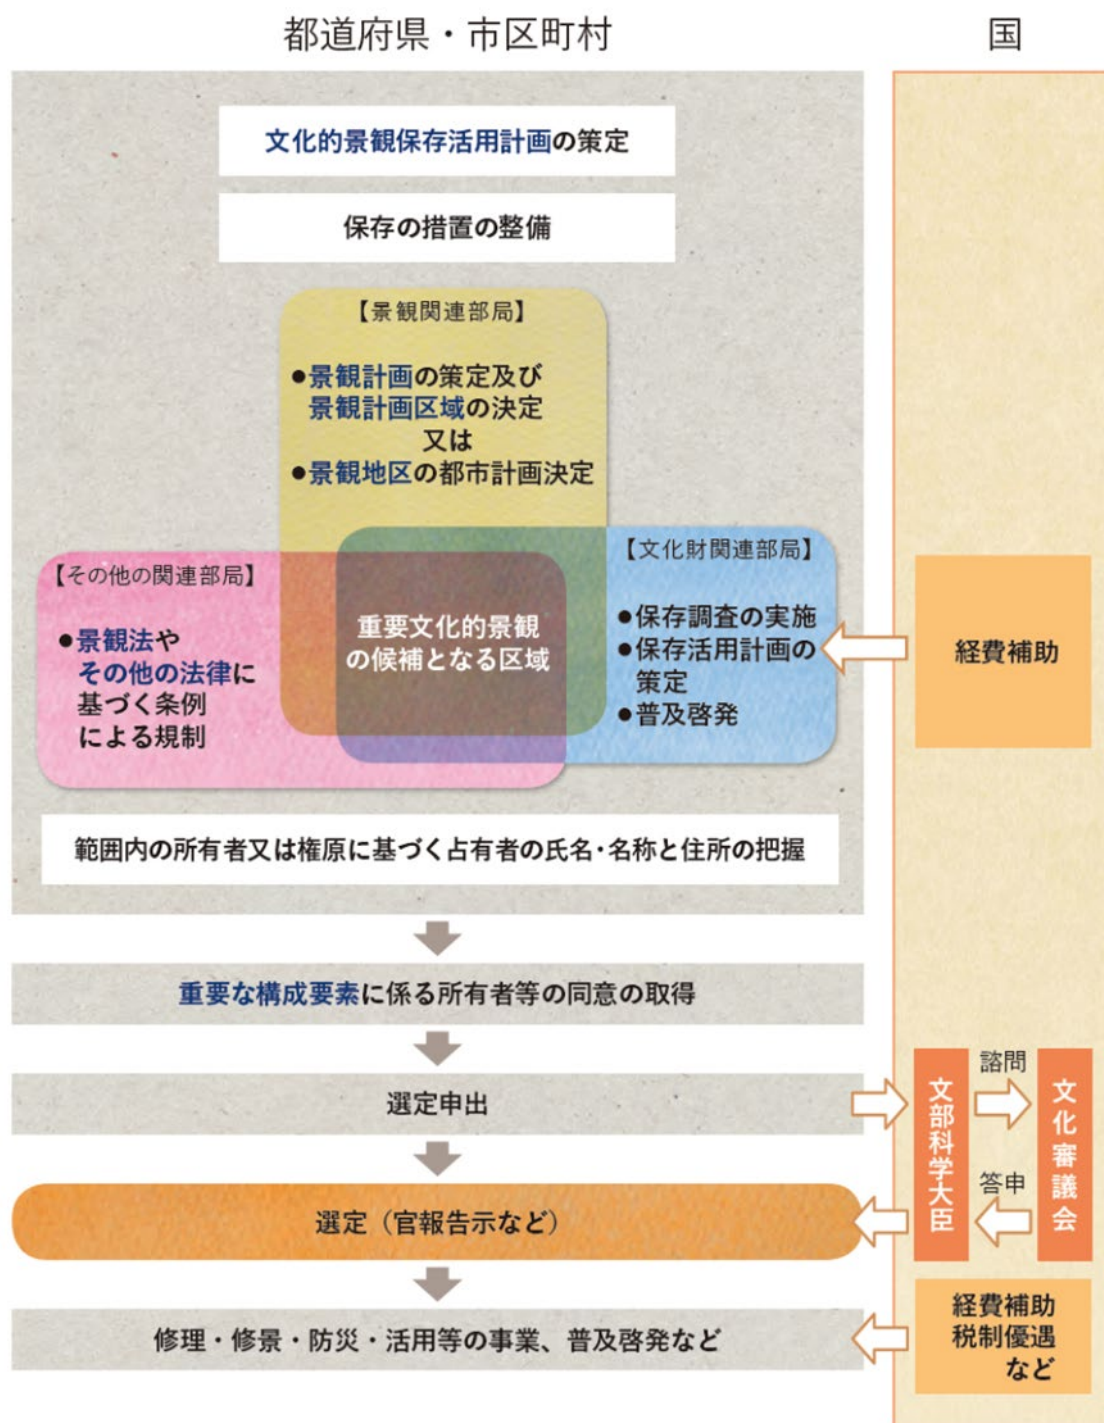 都道府県・市区町村
国
文化的景観保存活用計画の策定
保存の措置の整備
【景観関連部局】
●景観計画の策定及び
景観計画区域の決定
又は
●景観地区の都市計画決定
【その他の関連部局】
●景観法や
その他の法律に
基づく条例
による規制
重要文化的景観
の候補となる区域
【文化財関連部局】
●保存調査の実施
●保存活用計画の
策定
●普及啓発
経費補助
範囲内の所有者又は権原に基づく占有者の氏名・名称と住所の把握
重要な構成要素に係る所有者等の同意の取得
選定申出
文部科学大臣
諮問
答申
文化審議会
選定（官報告示など）
修理・修景・防災・活用等の事業、普及啓発など
経費補助
税制優遇
など